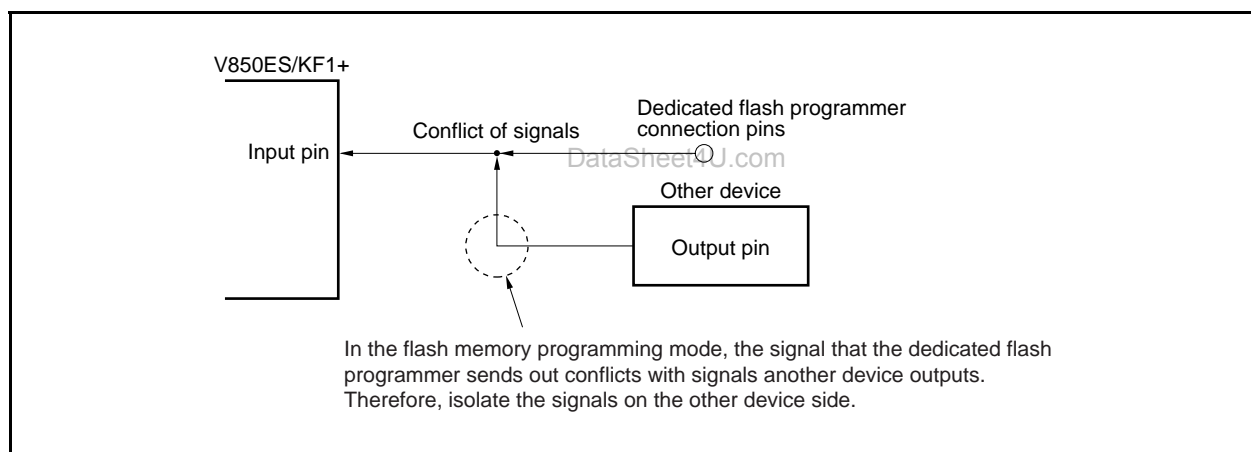 V850ES/KF1+
Dedicated flash programmer
connection pins
Conflict of signals
Input pin
DataSheet4U.com
Other device
Output pin
In the flash memory programming mode, the signal that the dedicated flash
programmer sends out conflicts with signals another device outputs.
Therefore, isolate the signals on the other device side.